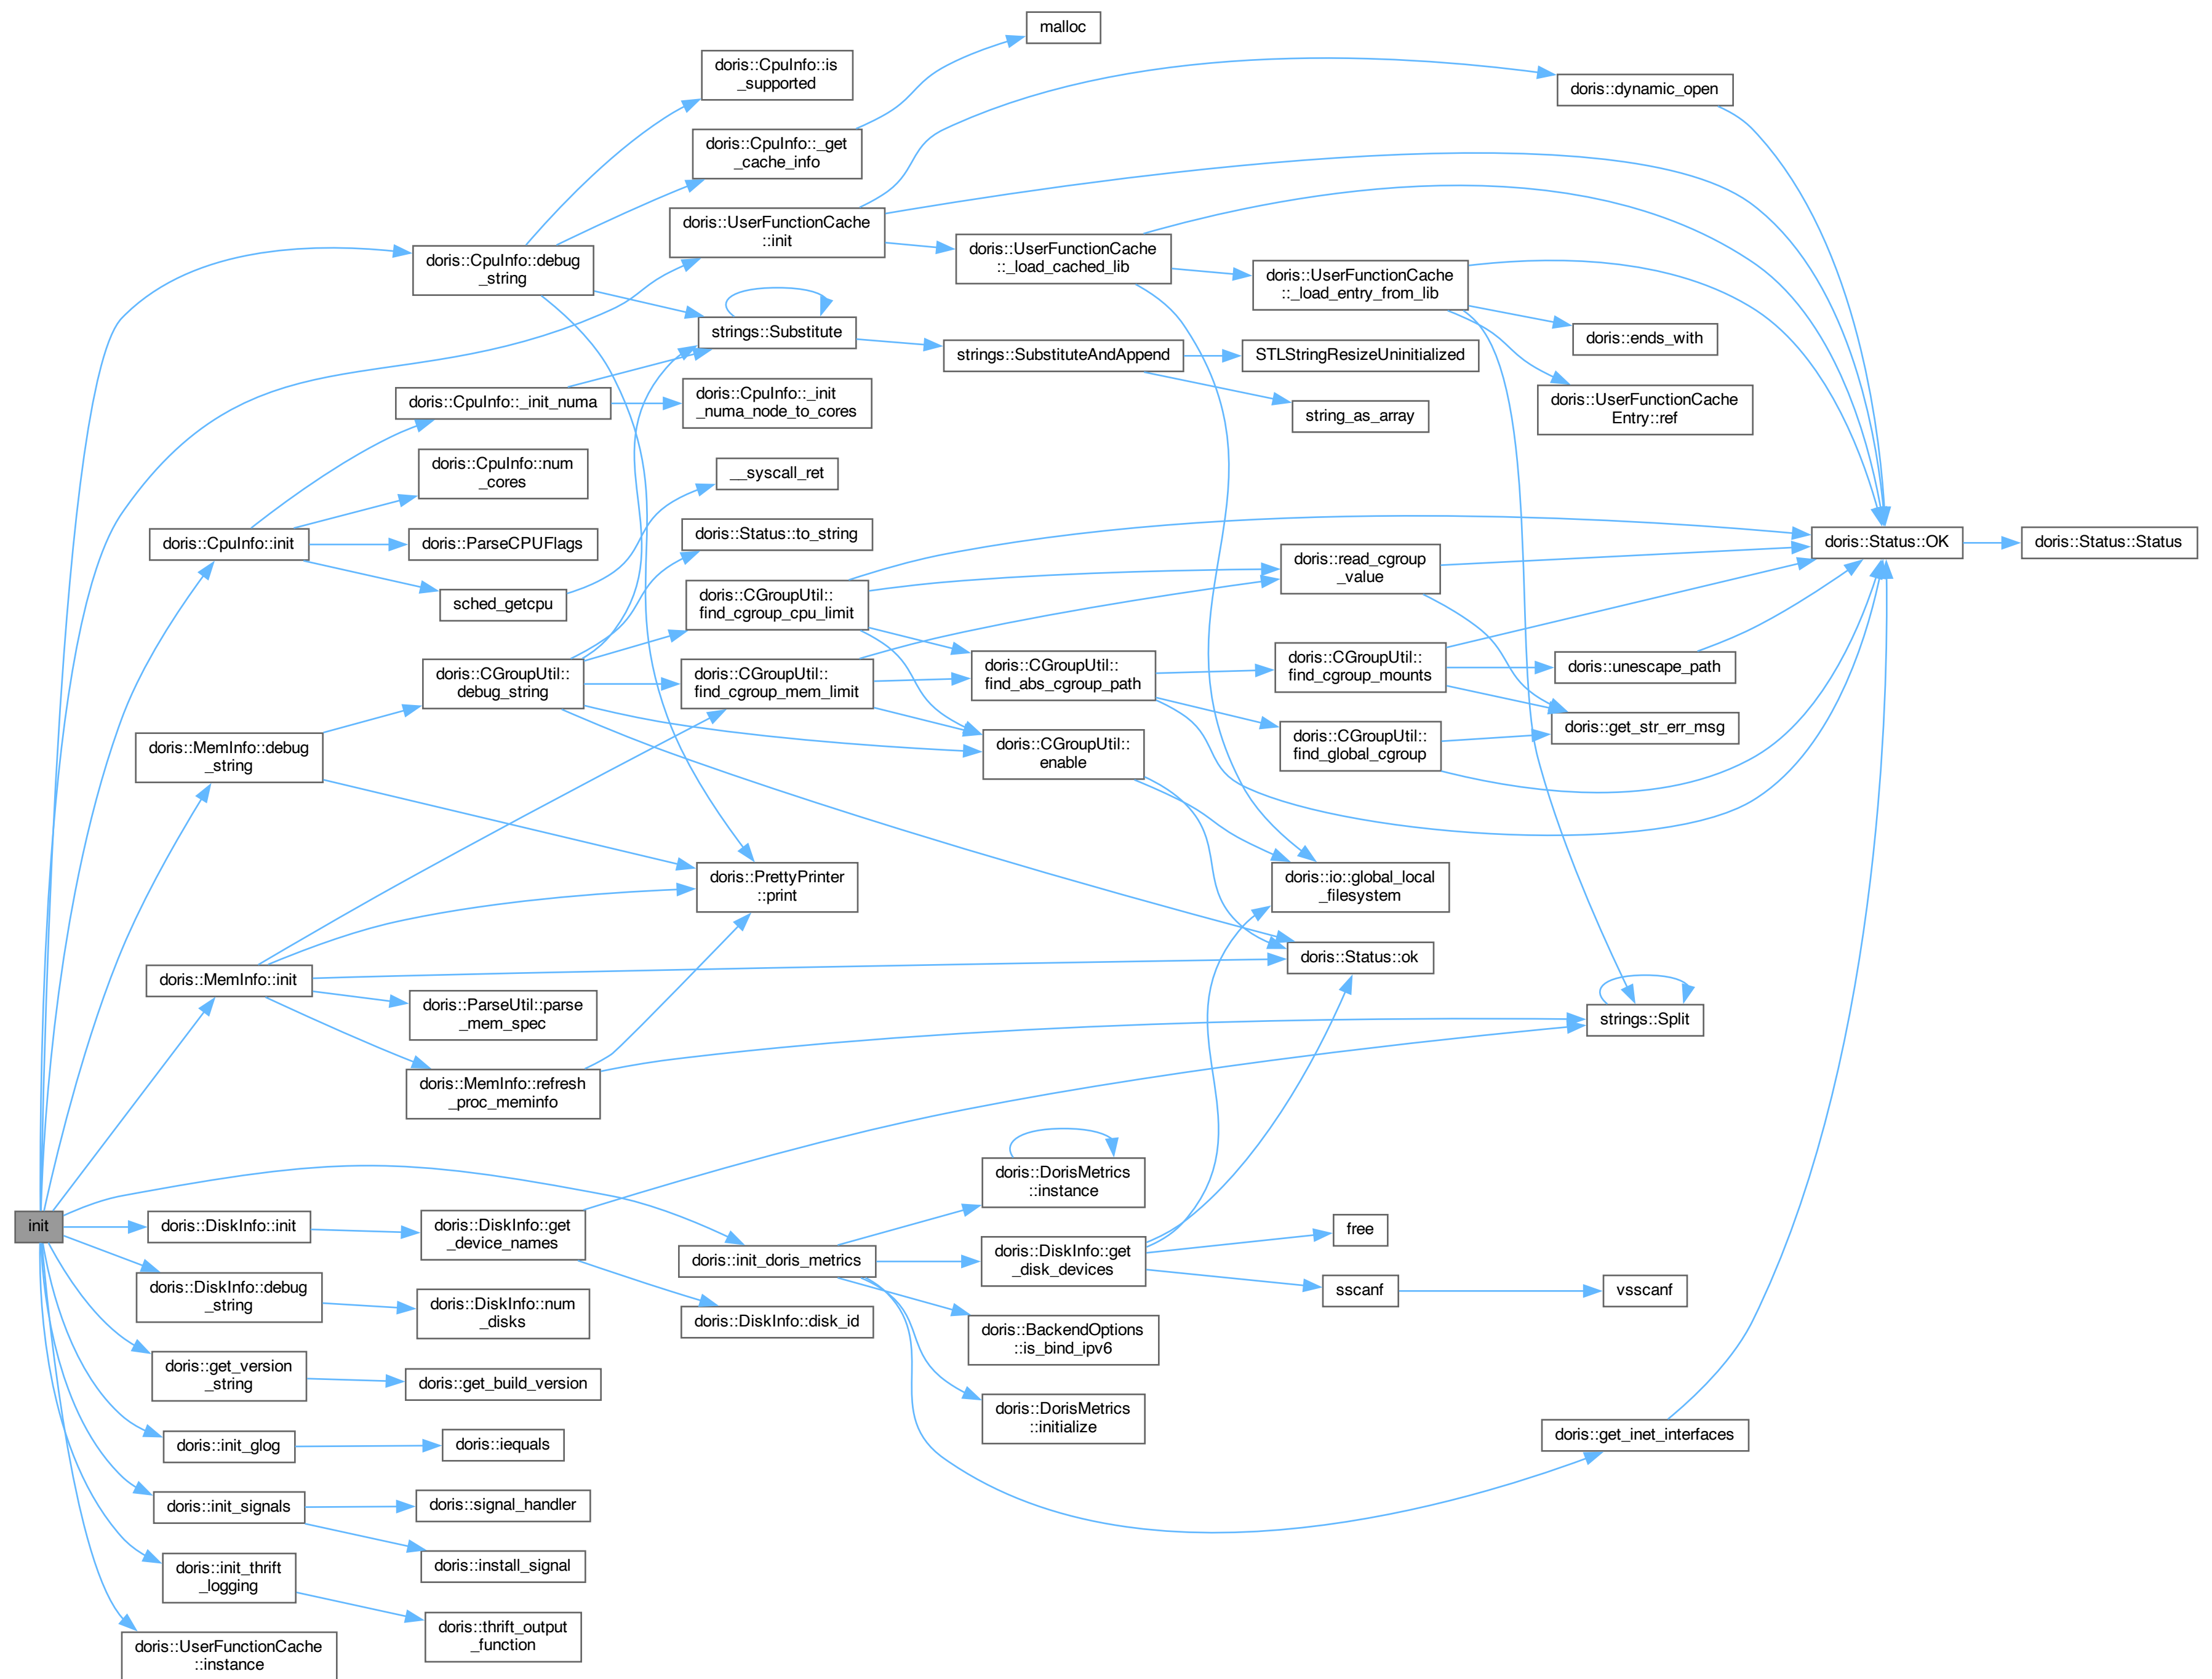 malloc
doris::CpuInfo::is
_supported
doris::dynamic_open
doris::CpuInfo::_get
_cache_info
doris::UserFunctionCache
::init
doris::CpuInfo::debug
_string
doris::UserFunctionCache
::_load_cached_lib
doris::UserFunctionCache
::_load_entry_from_lib
strings::Substitute
doris::ends_with
strings::SubstituteAndAppend
STLStringResizeUninitialized
doris::CpuInfo::_init_numa
doris::CpuInfo::_init
_numa_node_to_cores
string_as_array
doris::UserFunctionCache
Entry::ref
doris::CpuInfo::num
_cores
__syscall_ret
doris::CpuInfo::init
doris::ParseCPUFlags
doris::Status::to_string
doris::Status::OK
doris::Status::Status
sched_getcpu
doris::CGroupUtil::
find_cgroup_cpu_limit
doris::read_cgroup
_value
doris::CGroupUtil::
debug_string
doris::CGroupUtil::
find_cgroup_mem_limit
doris::CGroupUtil::
find_abs_cgroup_path
doris::CGroupUtil::
find_cgroup_mounts
doris::unescape_path
doris::MemInfo::debug
_string
doris::CGroupUtil::
enable
doris::CGroupUtil::
find_global_cgroup
doris::get_str_err_msg
doris::PrettyPrinter
::print
doris::io::global_local
_filesystem
doris::MemInfo::init
doris::Status::ok
doris::ParseUtil::parse
_mem_spec
strings::Split
doris::MemInfo::refresh
_proc_meminfo
doris::DorisMetrics
::instance
init
doris::DiskInfo::init
doris::DiskInfo::get
_device_names
doris::init_doris_metrics
doris::DiskInfo::get
_disk_devices
free
doris::DiskInfo::debug
_string
doris::DiskInfo::num
_disks
doris::DiskInfo::disk_id
sscanf
vsscanf
doris::BackendOptions
::is_bind_ipv6
doris::get_version
_string
doris::get_build_version
doris::DorisMetrics
::initialize
doris::get_inet_interfaces
doris::init_glog
doris::iequals
doris::init_signals
doris::signal_handler
doris::install_signal
doris::init_thrift
_logging
doris::thrift_output
_function
doris::UserFunctionCache
::instance